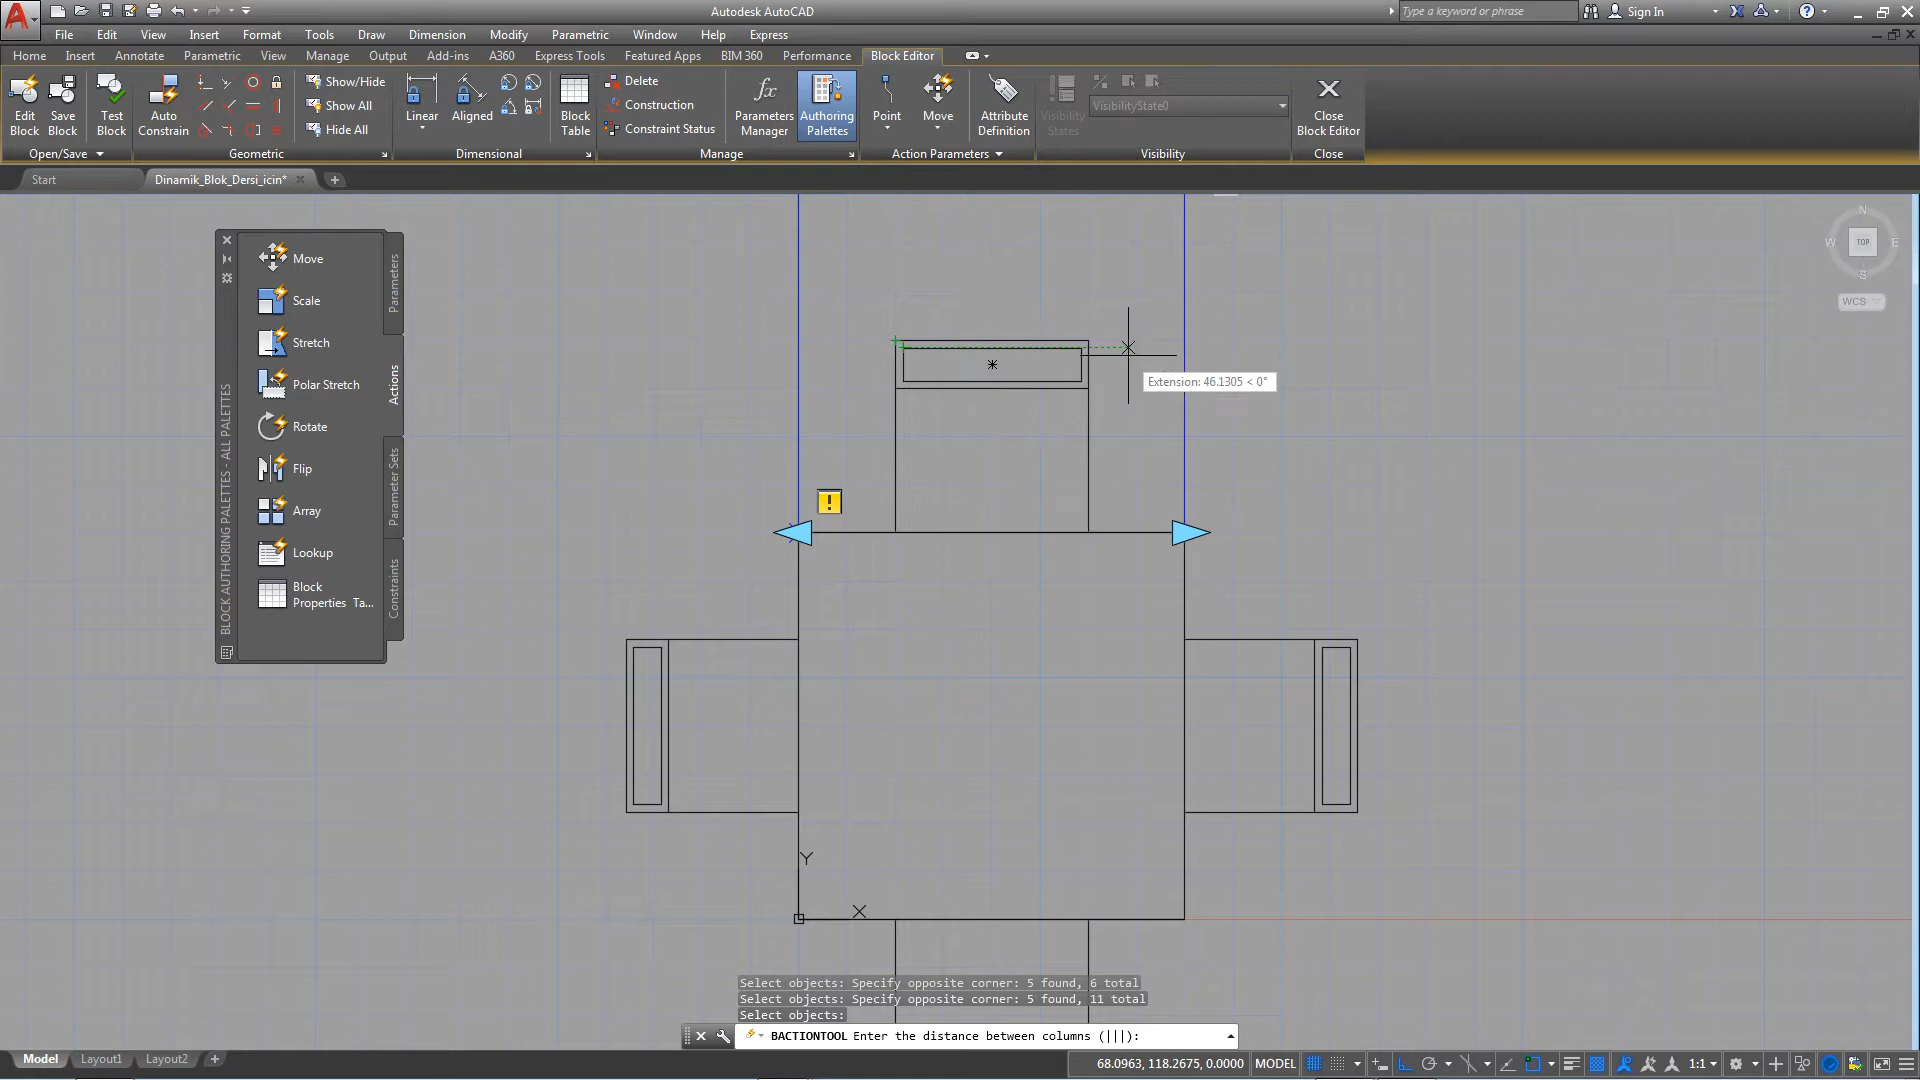 Autodesk AutoCAD
Type a keyword or phrase
Sign In
File Edit View Insert Format Tools Draw Dimension Modify Parametric Window Help Express
Home Insert Annotate Parametric View Manage Output Add-ins A360 Express Tools Featured Apps BIM 360 Performance Block Editor
Edit Block
Save Block
Test Block
Auto Constrain
Show/Hide
Show All
Hide All
Linear
Aligned
Block Table
Delete
Construction
Constraint Status
fx
Parameters Manager
Authoring Palettes
Point
Move
Attribute Definition
Visibility States
VisibilityState0
Close Block Editor
Open/Save
Geometric
Dimensional
Manage
Action Parameters
Visibility
Close
Start
Dinamik_Blok_Dersi_icin*
N
W TOP E
S
WCS
Move
Scale
Stretch
Polar Stretch
Rotate
Flip
Array
Lookup
Block
Properties Ta...
Parameters
Actions
Parameter Sets
Constraints
BLOCK AUTHORING PALETTES - ALL PALETTES
Extension: 46.1305 < 0°
!
Y
X
Select objects: Specify opposite corner: 5 found, 6 total
Select objects: Specify opposite corner: 5 found, 11 total
Select objects:
BACTIONTOOL Enter the distance between columns (|||):
Model Layout1 Layout2
68.0963, 118.2675, 0.0000 MODEL
1:1